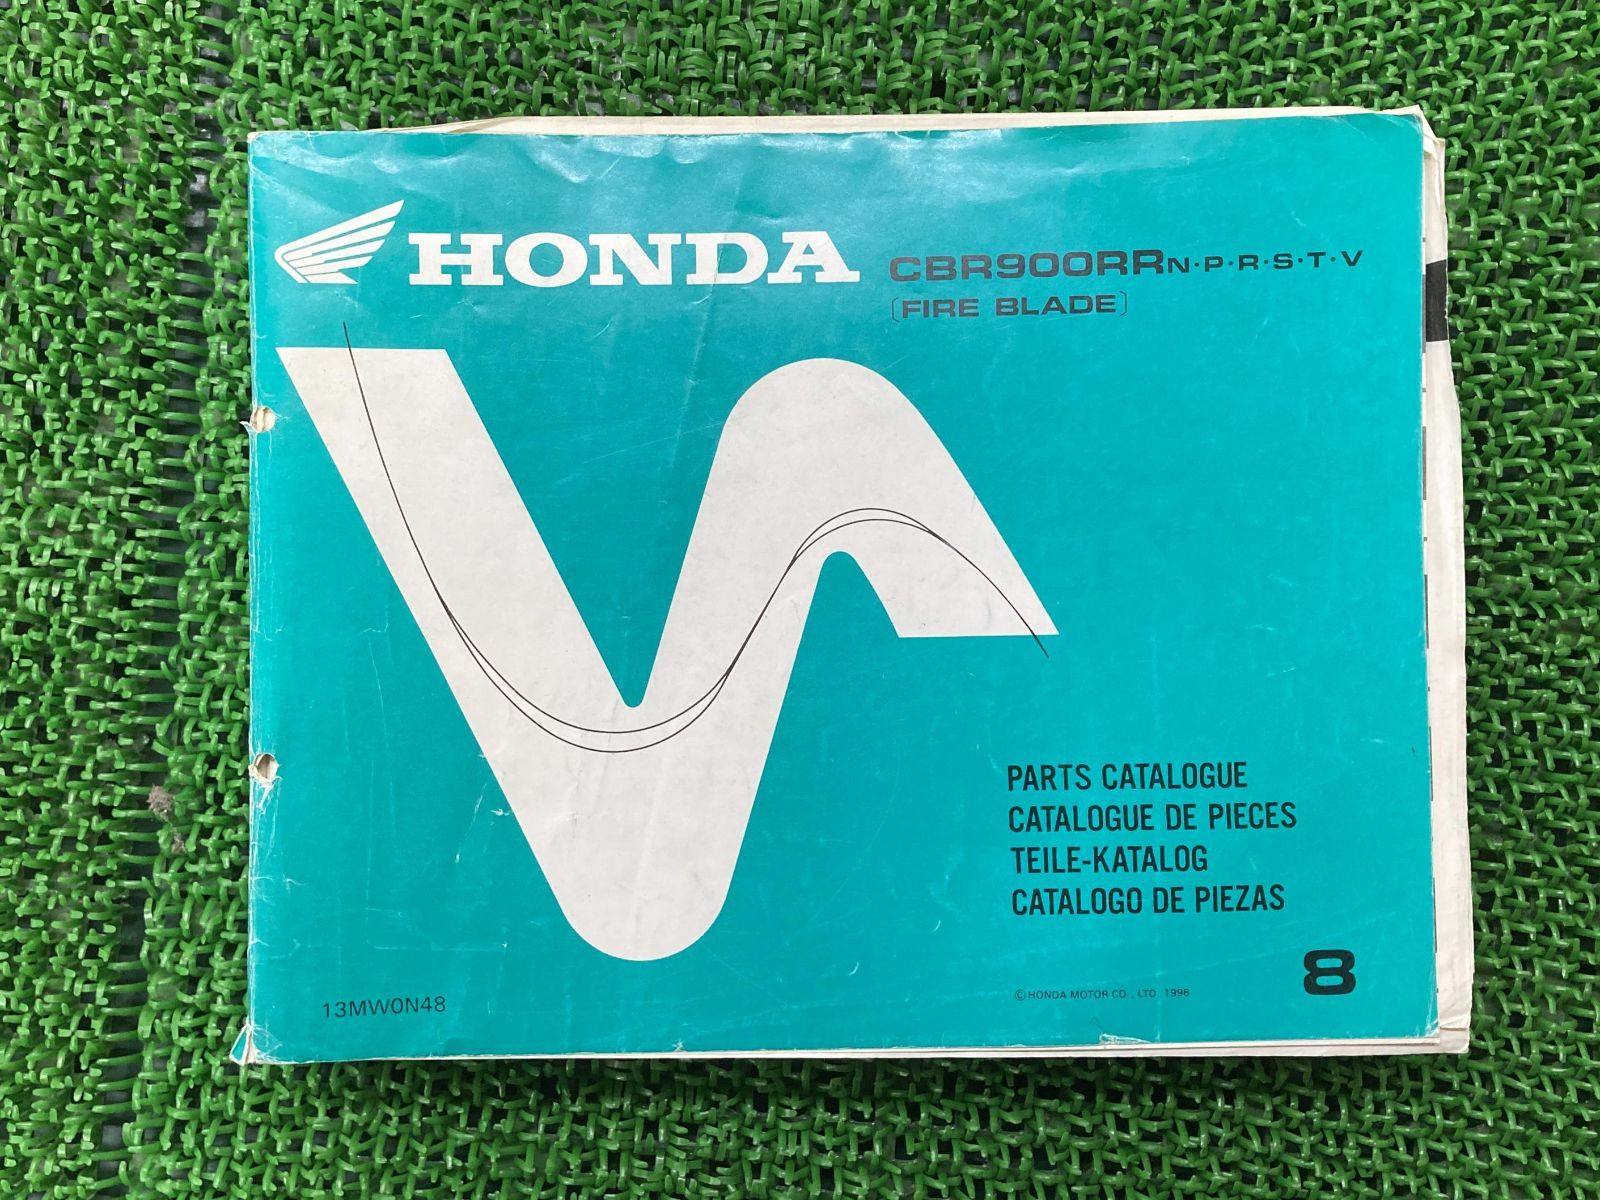 HONDA
CBR900RRN·P·R·S·T·V
[FIRE BLADE]
PARTS CATALOGUE
CATALOGUE DE PIECES
TEILE-KATALOG
CATALOGO DE PIEZAS
8
13MW0N48
©HONDA MOTOR CO., LTD 1996